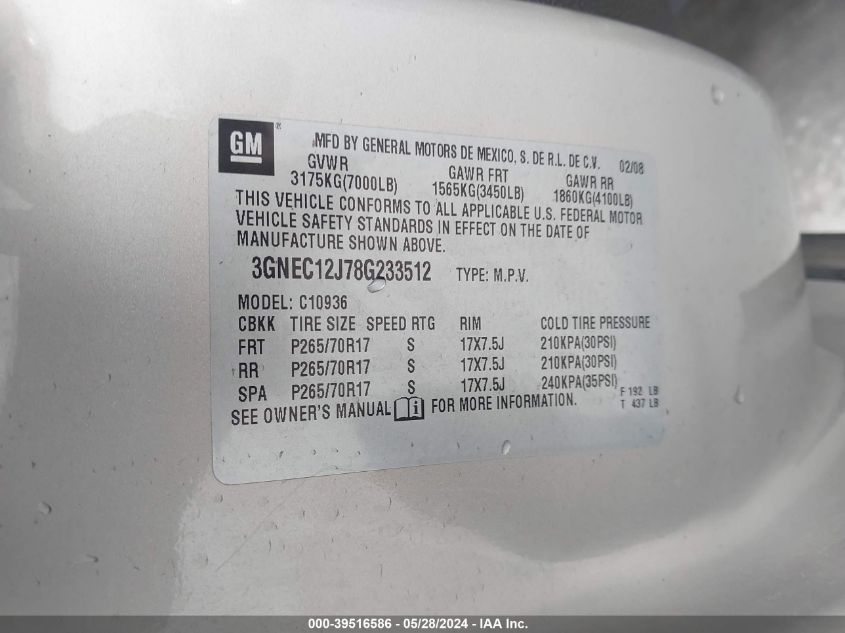 GM®
MFD BY GENERAL MOTORS DE MEXICO, S. DE R.L. DE C.V. 02/08
GVWR GAWR FRT GAWR RR
3175KG(7000LB) 1565KG(3450LB) 1860KG(4100LB)
THIS VEHICLE CONFORMS TO ALL APPLICABLE U.S. FEDERAL MOTOR
VEHICLE SAFETY STANDARDS IN EFFECT ON THE DATE OF
MANUFACTURE SHOWN ABOVE.
3GNEC12J78G233512 TYPE: M.P.V.
MODEL: C10936
CBKK TIRE SIZE SPEED RTG RIM COLD TIRE PRESSURE
FRT P265/70R17 S 17X7.5J 210KPA(30PSI)
RR P265/70R17 S 17X7.5J 210KPA(30PSI)
SPA P265/70R17 S 17X7.5J 240KPA(35PSI)
F 192 LB
SEE OWNER'S MANUAL FOR MORE INFORMATION.
T 437 LB
000-39516586 - 05/28/2024 - IAA Inc.